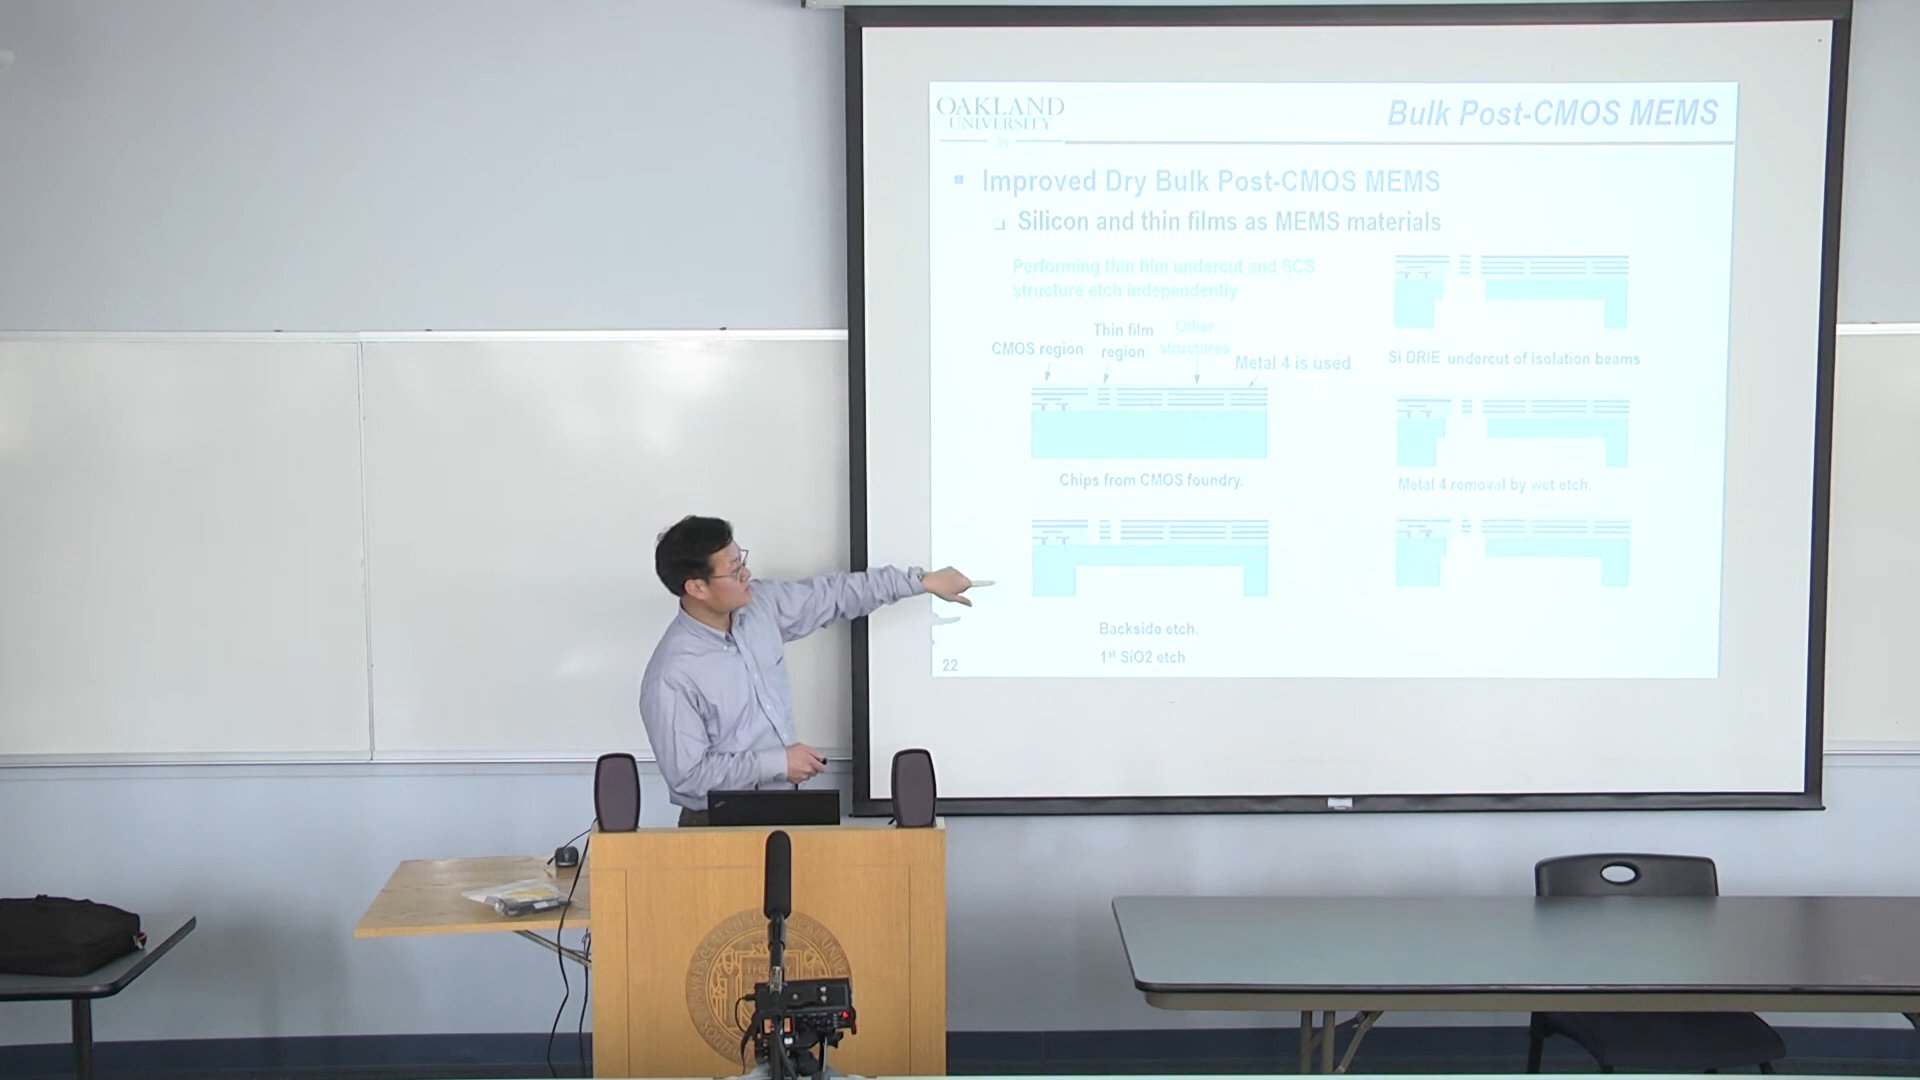 OAKLAND
UNIVERSITY
Bulk Post-CMOS MEMS
Improved Dry Bulk Post-CMOS MEMS
Silicon and thin films as MEMS materials
Performing thin film undercut and SCS
structure etch independently
CMOS region
Thin film
region
Other
structures
Metal 4 is used
Chips from CMOS foundry.
Backside etch.
1st SiO2 etch
Si DRIE undercut of isolation beams
Metal 4 removal by wet etch.
22